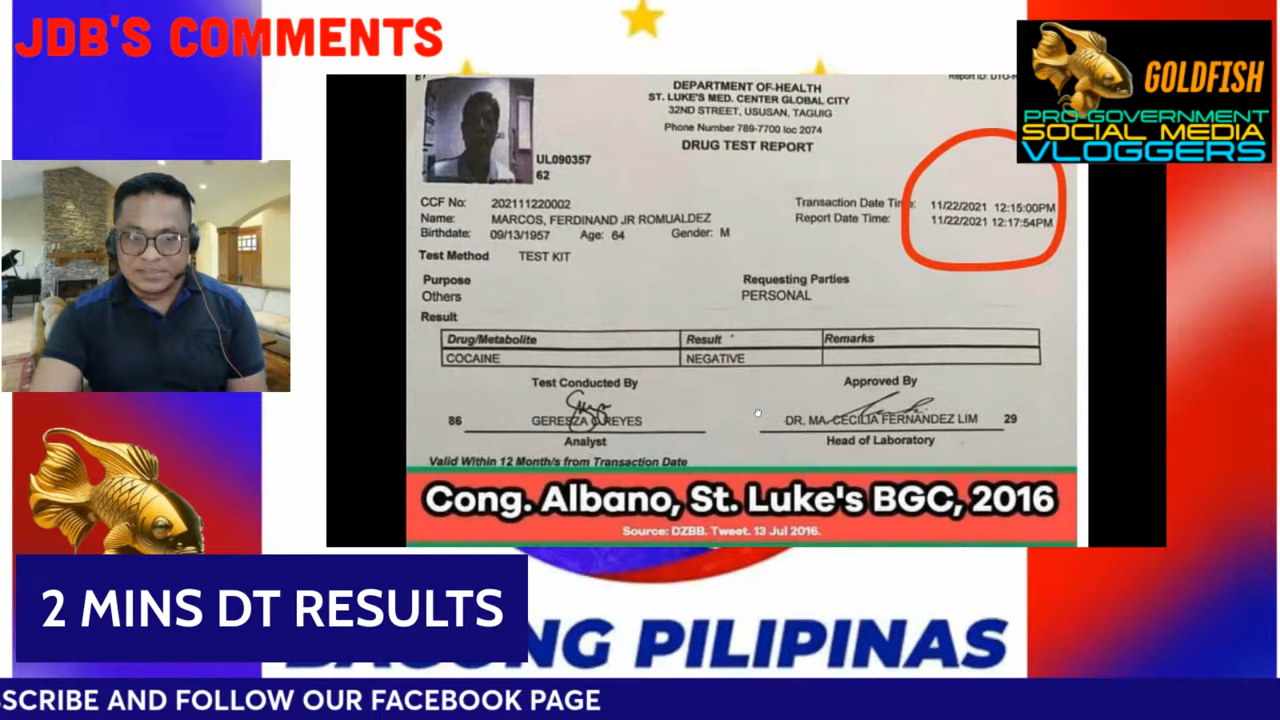 JDB'S COMMENTS
GOLDFISH
PRO-GOVERNMENT
SOCIAL MEDIA
VLOGGERS
DEPARTMENT OF HEALTH
ST. LUKE'S MED. CENTER GLOBAL CITY
32ND STREET, USUSAN, TAGUIG
Phone Number 789-7700 loc 2074
DRUG TEST REPORT
UL090357
62
CCF No: 202111220002
Name: MARCOS, FERDINAND JR ROMUALDEZ
Birthdate: 09/13/1957 Age: 64 Gender: M
Transaction Date Time: 11/22/2021 12:15:00PM
Report Date Time: 11/22/2021 12:17:54PM
Test Method TEST KIT
Purpose Requesting Parties
Others PERSONAL
Result
Drug/Metabolite Result Remarks
COCAINE NEGATIVE
Test Conducted By Approved By
86 GERESZA REYES DR. MA. CECILIA FERNANDEZ LIM 29
Analyst Head of Laboratory
Valid Within 12 Month/s from Transaction Date
Cong. Albano, St. Luke's BGC, 2016
Source: DZBB. Tweet. 13 Jul 2016.
2 MINS DT RESULTS
NG PILIPINAS
SCRIBE AND FOLLOW OUR FACEBOOK PAGE